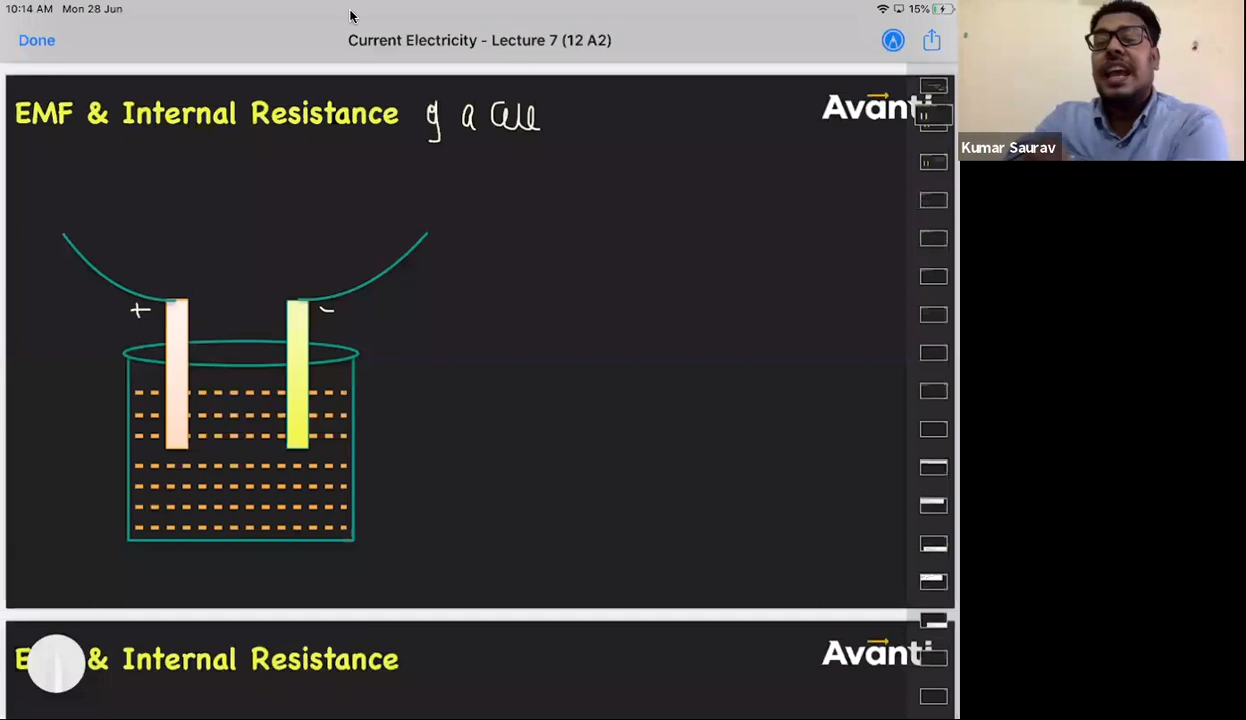 10:14 AM Mon 28 Jun
15%
Done
Current Electricity - Lecture 7 (12 A2)
EMF & Internal Resistance of a Cell
Avanti
Kumar Saurav
+ -
& Internal Resistance
Avanti